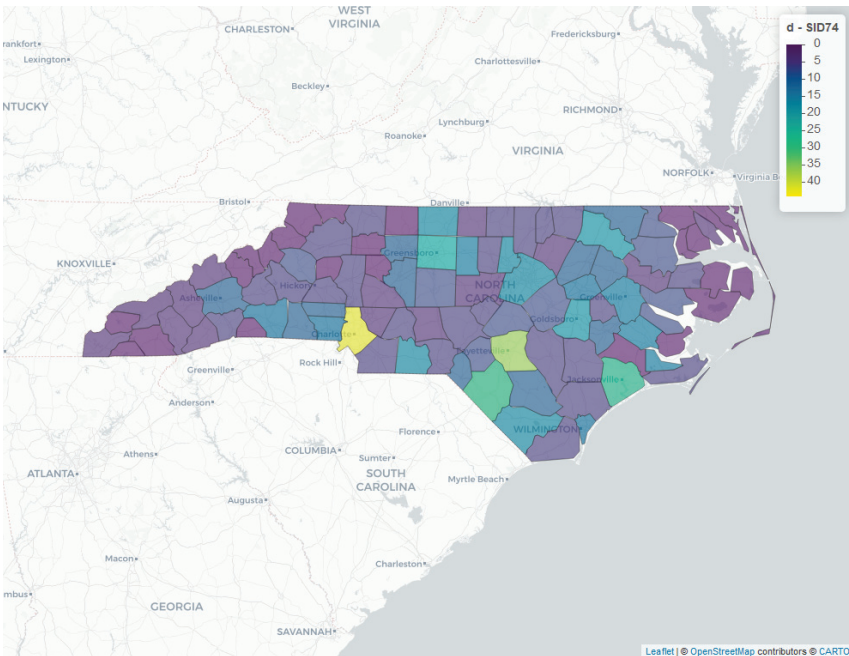 WEST
VIRGINIA
CHARLESTON
Fredericksburg
rankfort
Lexington
Charlottesville
Beckley
NTUCKY
RICHMOND
Lynchburg
Roanoke
VIRGINIA
NORFOLK
Virginia Be
Bristol
Danville
KNOXVILLE
Greensboro
Hickory
NORTH
CAROLINA
Asheville
Greenville
Goldsboro
Charlotte
Fayetteville
Rock Hill
Greenville
Jacksonville
Anderson
WILMINGTON
Florence
COLUMBIA
Athens
Sumter
ATLANTA
SOUTH
CAROLINA
Myrtle Beach
Augusta
Macon
Charleston
mbus
GEORGIA
SAVANNAH
d - SID74
0
5
10
15
20
25
30
35
40
Leaflet | © OpenStreetMap contributors © CARTO